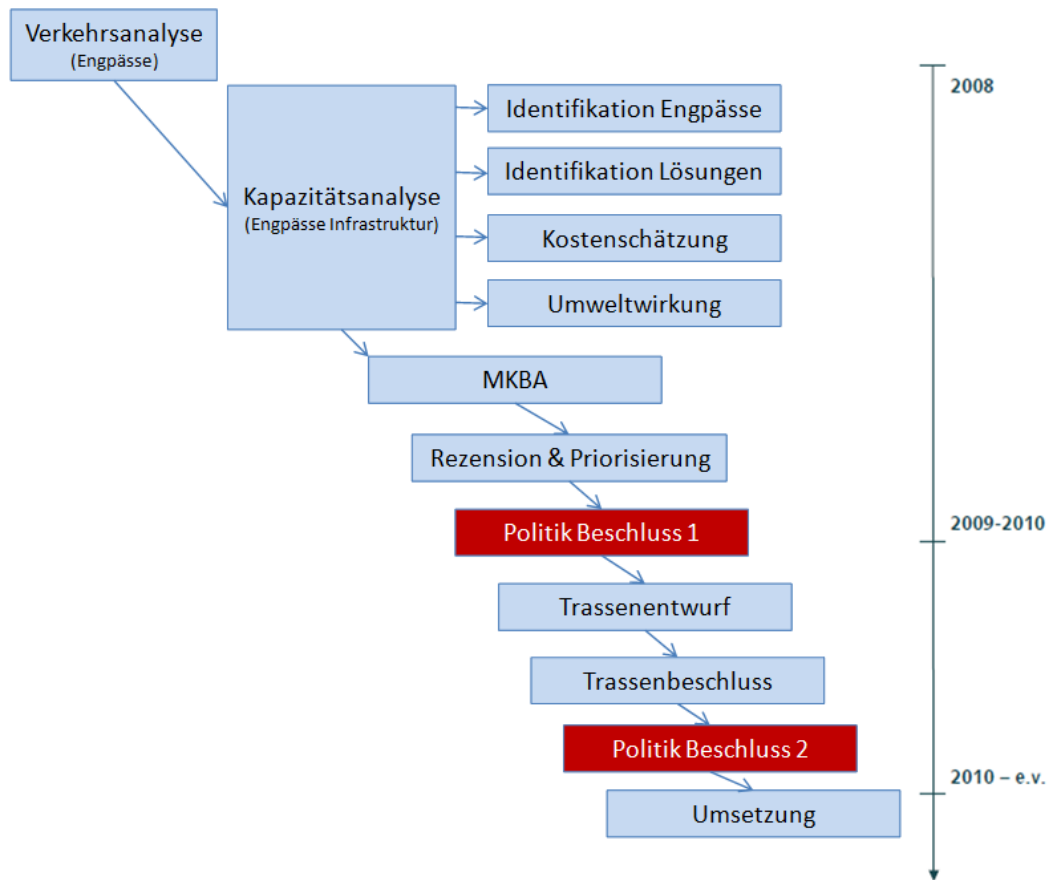 Verkehrsanalyse
(Engpässe)
2008
Identifikation Engpässe
Identifikation Lösungen
Kapazitätsanalyse
(Engpässe Infrastruktur)
Kostenschätzung
Umweltwirkung
MKBA
Rezension & Priorisierung
Politik Beschluss 1
2009-2010
Trassenentwurf
Trassenbeschluss
Politik Beschluss 2
2010 – e.v.
Umsetzung